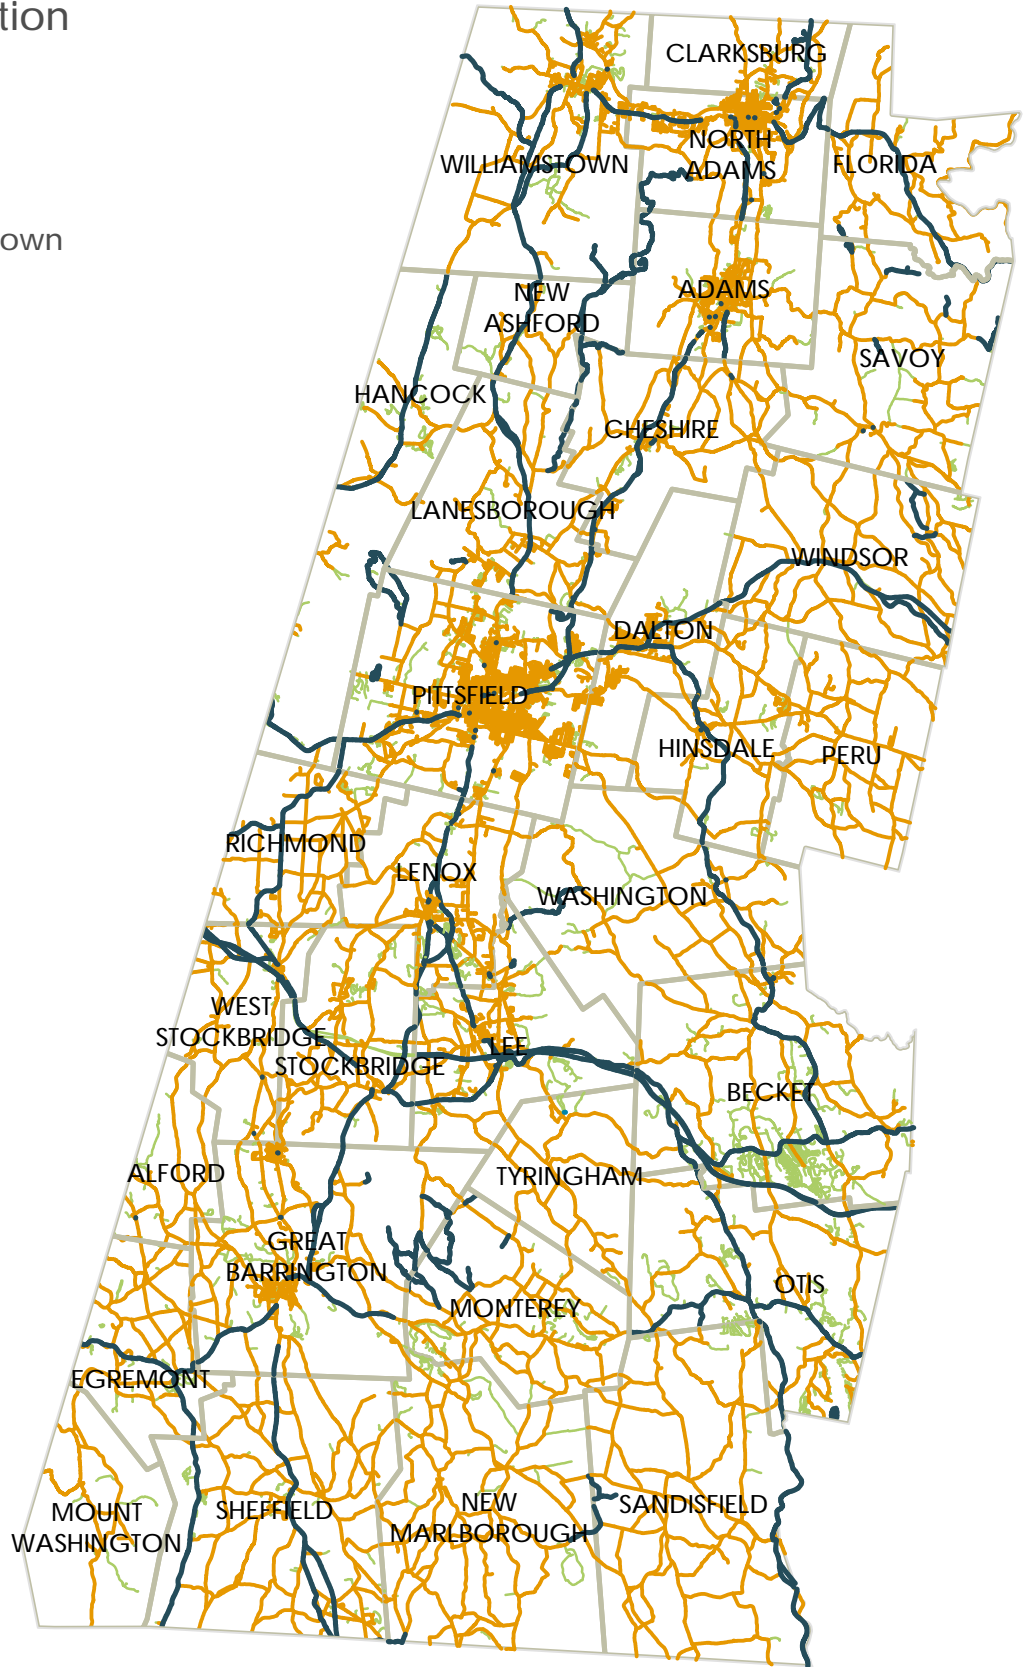 tion
CLARKSBURG
NORTH
ADAMS
WILLIAMSTOWN
FLORIDA
own
ADAMS
NEW
ASHFORD
SAVOY
HANCOCK
CHESHIRE
LANESBOROUGH
WINDSOR
DALTON
PITTSFIELD
HINSDALE
PERU
RICHMOND
LENOX
WASHINGTON
WEST
STOCKBRIDGE
LEE
STOCKBRIDGE
BECKET
ALFORD
TYRINGHAM
GREAT
BARRINGTON
OTIS
MONTEREY
EGREMONT
MOUNT
WASHINGTON
SHEFFIELD
NEW
MARLBOROUGH
SANDISFIELD